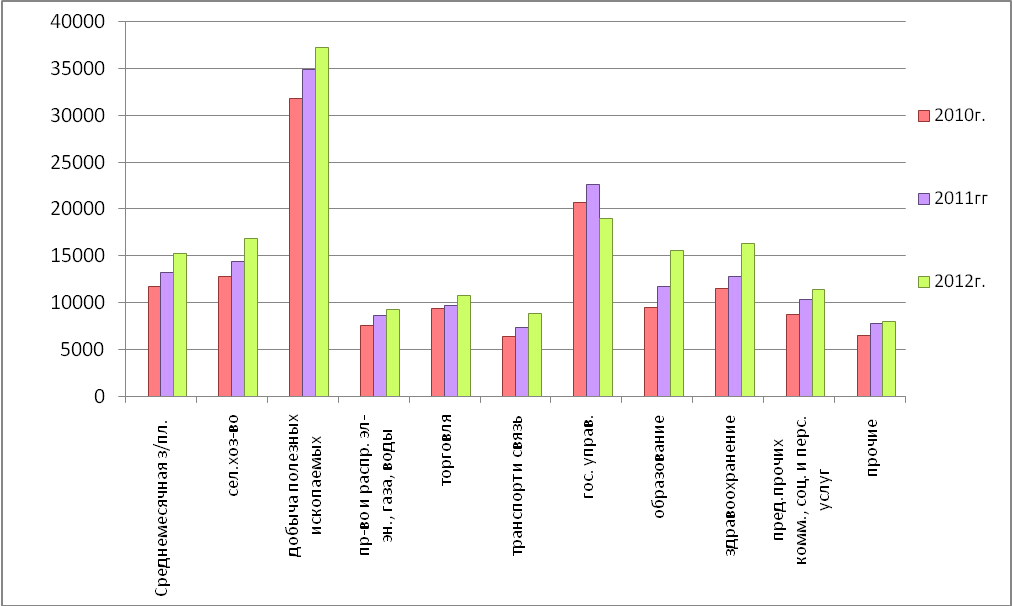 40000
35000
30000
25000
20000
15000
10000
5000
0
Среднемесячная з/пл.
сел.хоз-во
добыча полезных
ископаемых
пр-во и распр. эл-
эн., газа, воды
торговля
транспорт и связь
гос. управ.
образование
здравоохранение
пред.прочих
комм., соц. и перс.
услуг
прочие
2010г.
2011гг
2012г.